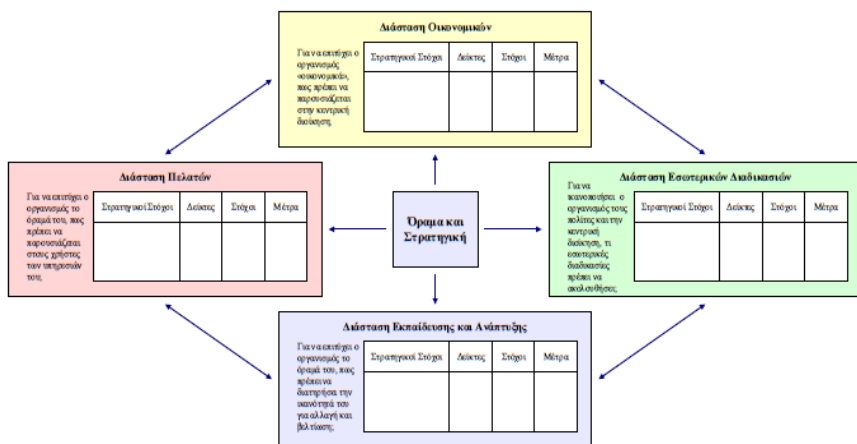 Διάσταση Οικονομικών
Για να επιτύχει ο
οργανισμός
«οικονομικά»,
πως πρέπει να
παρουσιάζεται
στην κεντρική
διοίκηση;
Στρατηγικοί Στόχοι Δείκτες Στόχοι Μέτρα
Διάσταση Πελατών
Για να επιτύχει ο
οργανισμός το
όραμά του, πως
πρέπει να
παρουσιάζεται
στους χρήστες
των υπηρεσιών
του;
Στρατηγικοί Στόχοι Δείκτες Στόχοι Μέτρα
Όραμα και
Στρατηγική
Διάσταση Εσωτερικών Διαδικασιών
Για να
ικανοποιήσει ο
οργανισμός τους
πολίτες και την
κεντρική
διοίκηση, τι
εσωτερικές
διαδικασίες
πρέπει να
ακολουθήσει;
Στρατηγικοί Στόχοι Δείκτες Στόχοι Μέτρα
Διάσταση Εκπαίδευσης και Ανάπτυξης
Για να επιτύχει ο
οργανισμός το
όραμά του, πως
πρέπει να
διατηρήσει την
ικανότητά του
για αλλαγή και
βελτίωση;
Στρατηγικοί Στόχοι Δείκτες Στόχοι Μέτρα